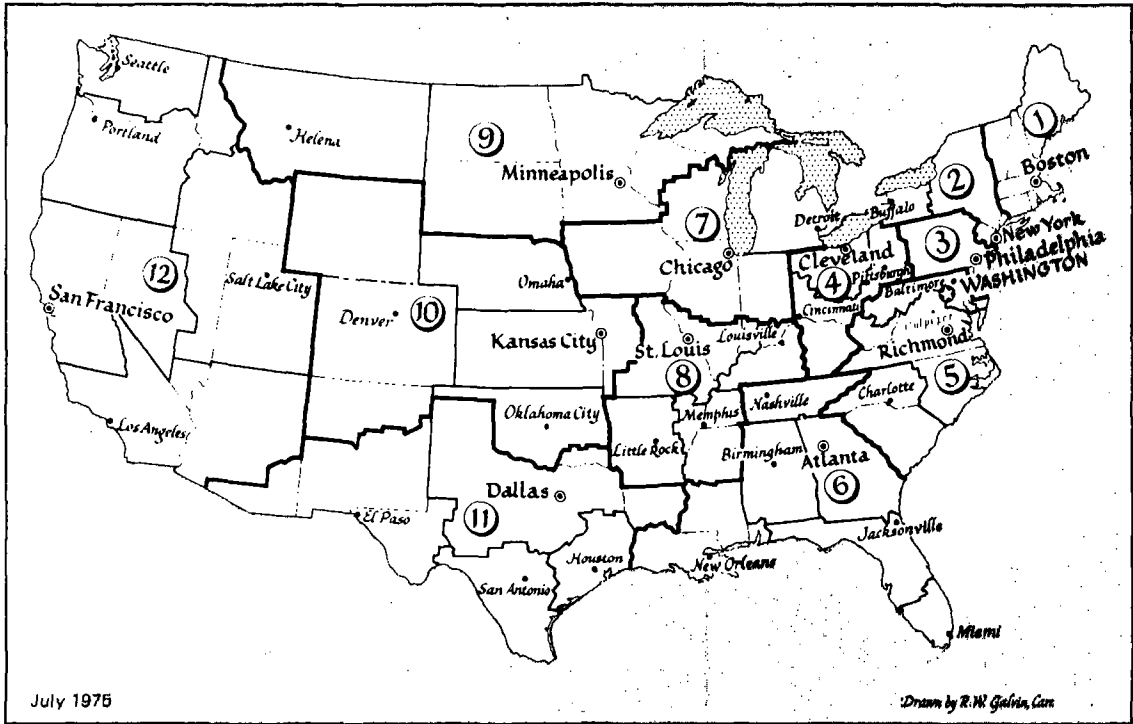 Seattle
Portland
Helena
9
Minneapolis
1
Boston
2
Detroit
Buffalo
New York
7
3
Philadelphia
Cleveland
Chicago
4
Pittsburgh
WASHINGTON
Baltimore
Cincinnati
12
Salt Lake City
Omaha
San Francisco
Denver
10
Kansas City
St. Louis
Louisville
Culpeper
Richmond
8
5
Charlotte
Nashville
Memphis
Oklahoma City
Los Angeles
Little Rock
Birmingham
Atlanta
6
Dallas
11
El Paso
Jacksonville
Houston
New Orleans
San Antonio
Miami
July 1975
Drawn by R. W. Galvin, Cart.